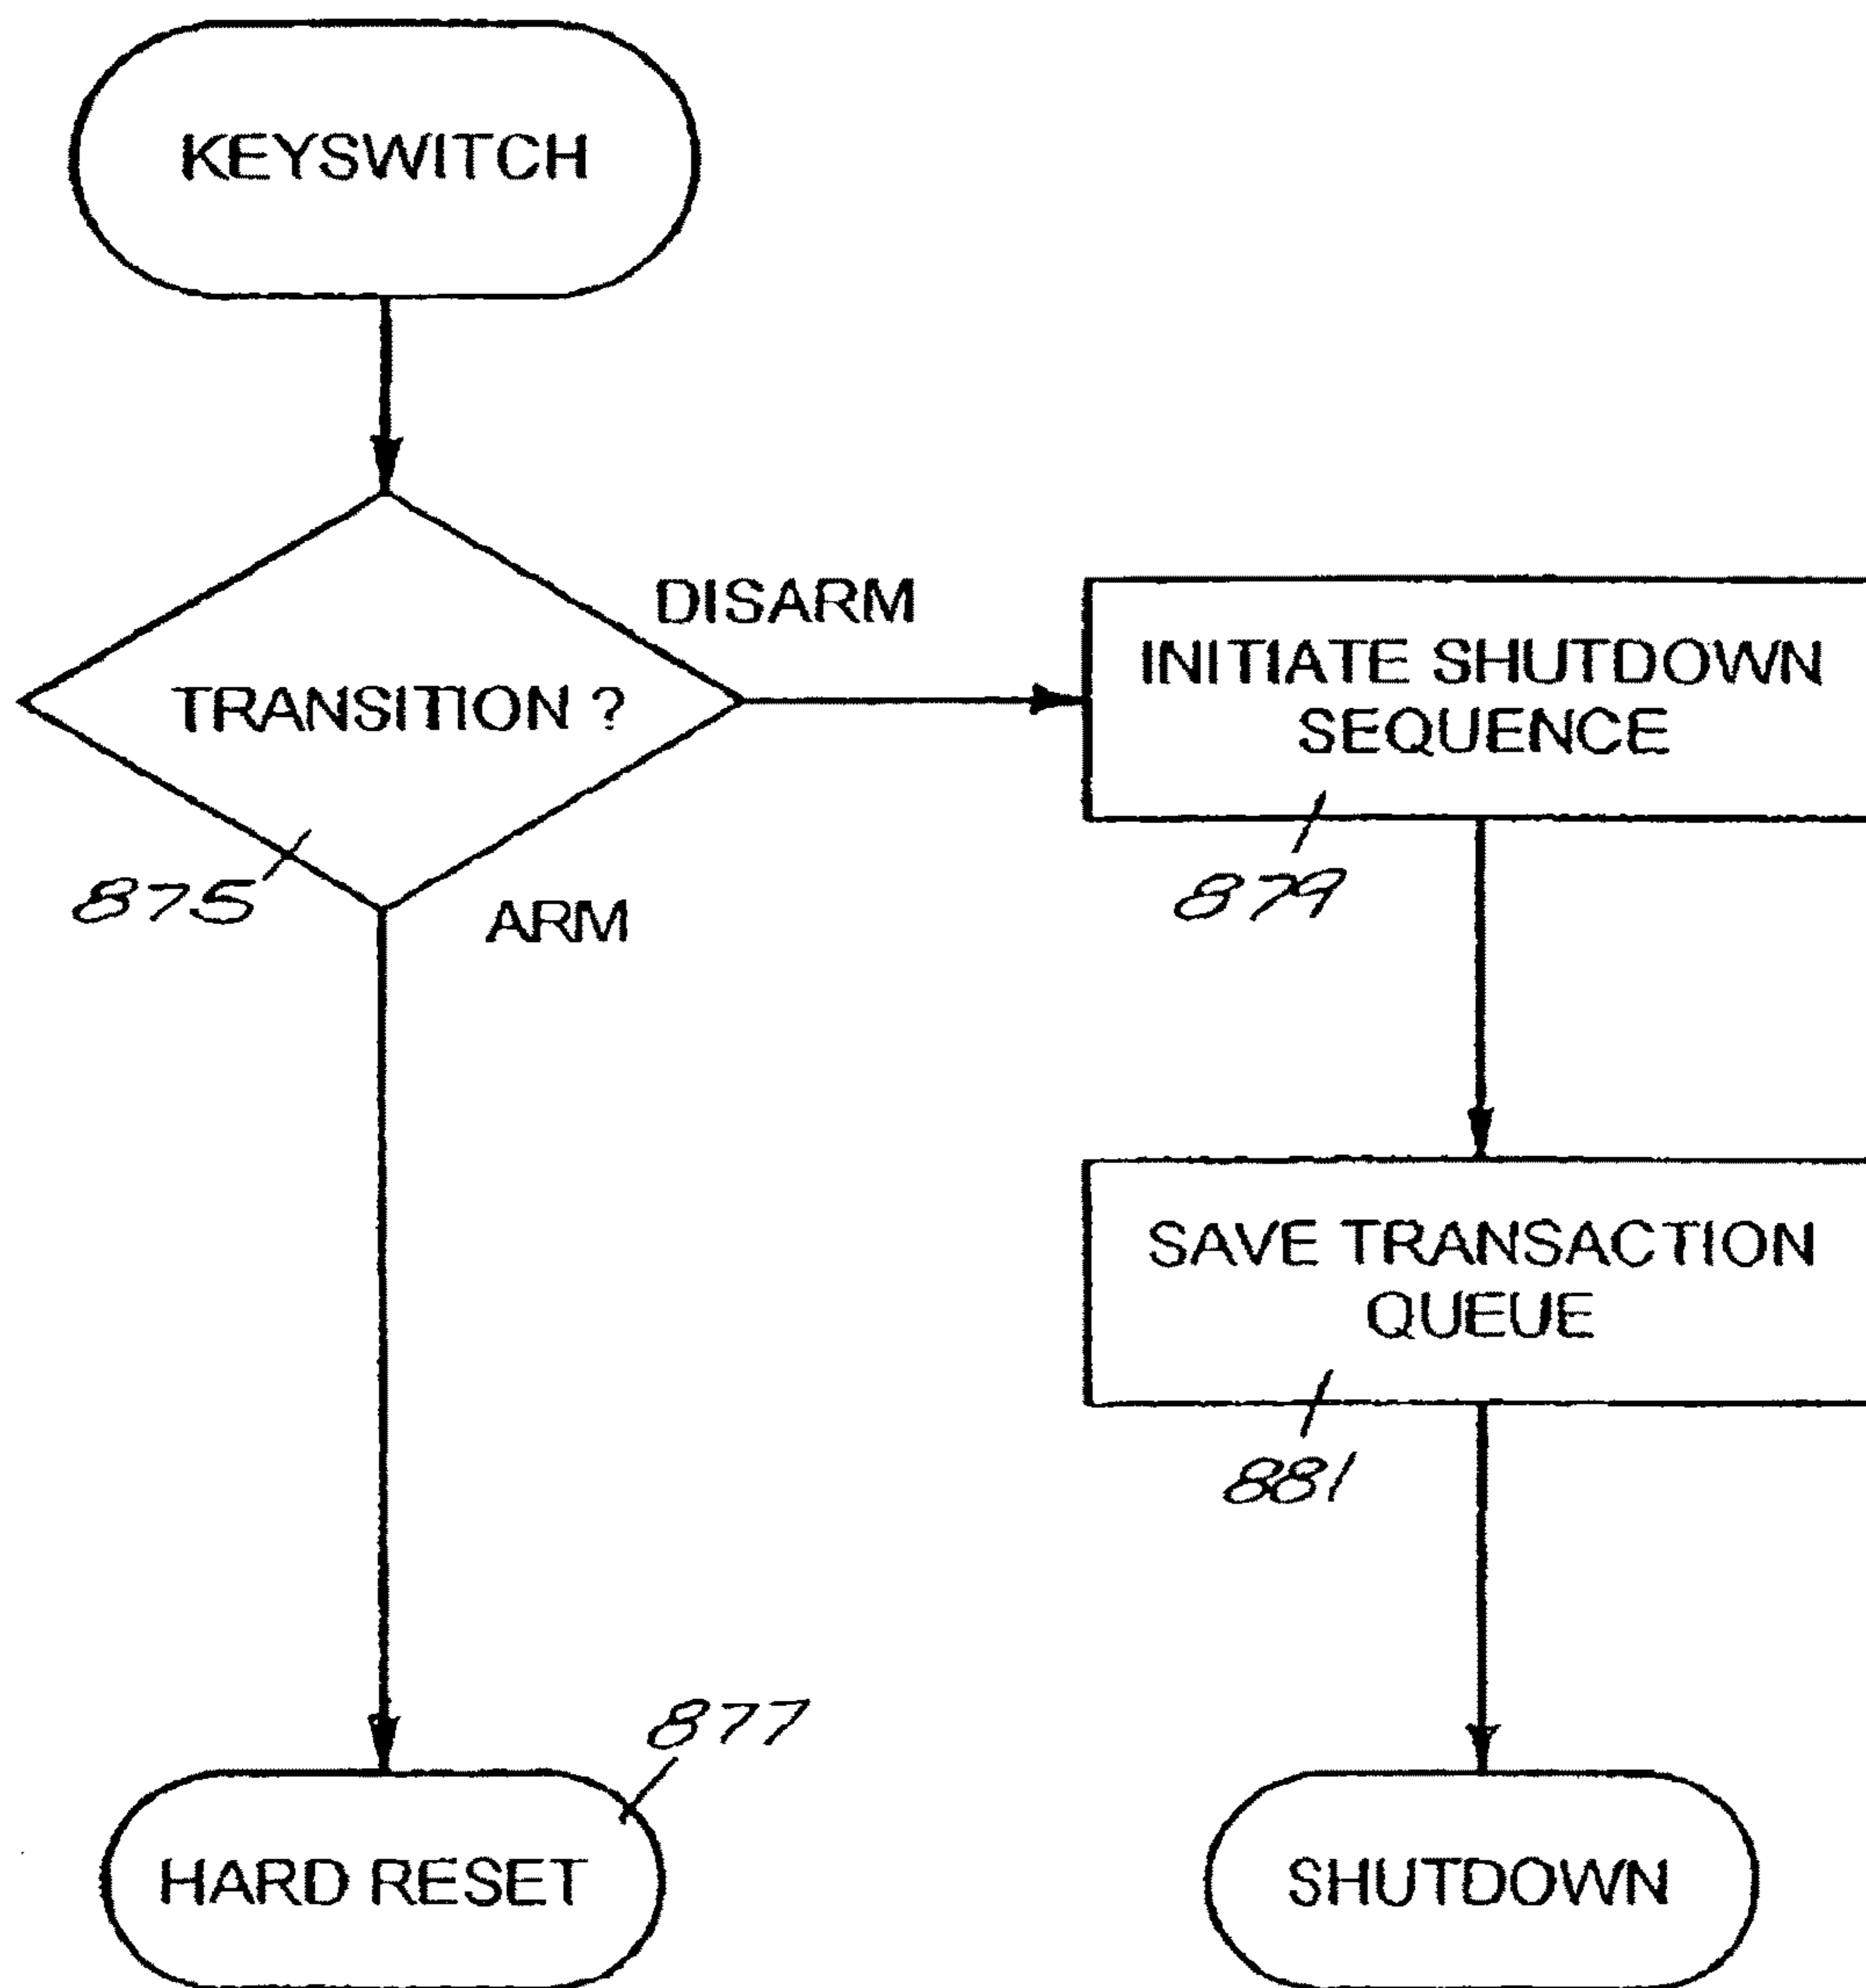 KEYSWITCH
DISARM
TRANSITION ?
INITIATE SHUTDOWN
SEQUENCE
875
879
ARM
SAVE TRANSACTION
QUEUE
881
877
HARD RESET
SHUTDOWN